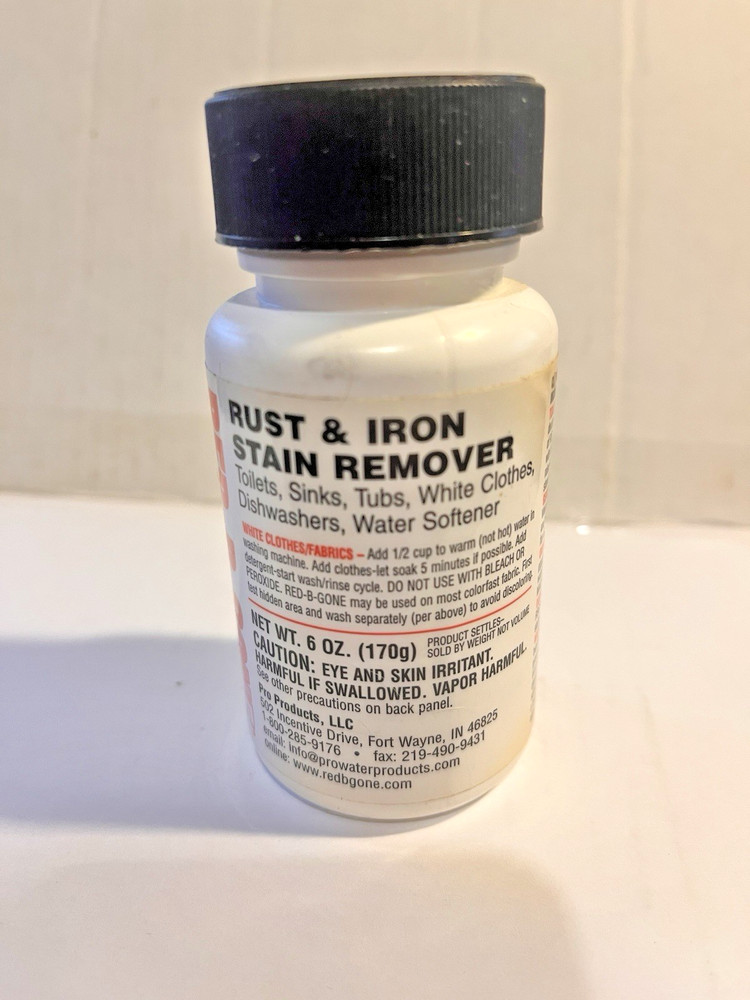 RUST & IRON
STAIN REMOVER
Toilets, Sinks, Tubs, White Clothes,
Dishwashers, Water Softener
WHITE CLOTHES/FABRICS – Add 1/2 cup to warm (not hot) water in
washing machine. Add clothes-let soak 5 minutes if possible. Add
detergent-start wash/rinse cycle. DO NOT USE WITH BLEACH OR
PEROXIDE. RED-B-GONE may be used on most colorfast fabric. First
test hidden area and wash separately (per above) to avoid discoloring.
NET WT. 6 OZ. (170g)
PRODUCT SETTLES–
SOLD BY WEIGHT NOT VOLUME
CAUTION: EYE AND SKIN IRRITANT.
HARMFUL IF SWALLOWED. VAPOR HARMFUL.
See other precautions on back panel.
Pro Products, LLC
502 Incentive Drive, Fort Wayne, IN 46825
1-800-285-9176 • fax: 219-490-9431
email: info@prowaterproducts.com
online: www.redbgone.com